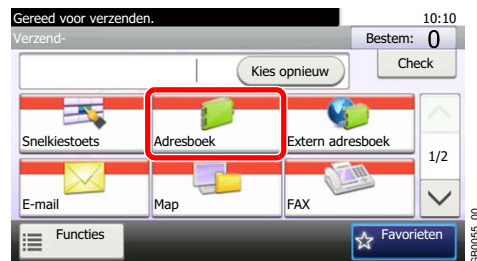 Gereed voor verzenden.
10:10
Verzend-
Bestem: 0
Kies opnieuw
Check
Snelkiestoets
Adresboek
Extern adresboek
1/2
E-mail
Map
FAX
Functies
Favorieten
GB0055_00